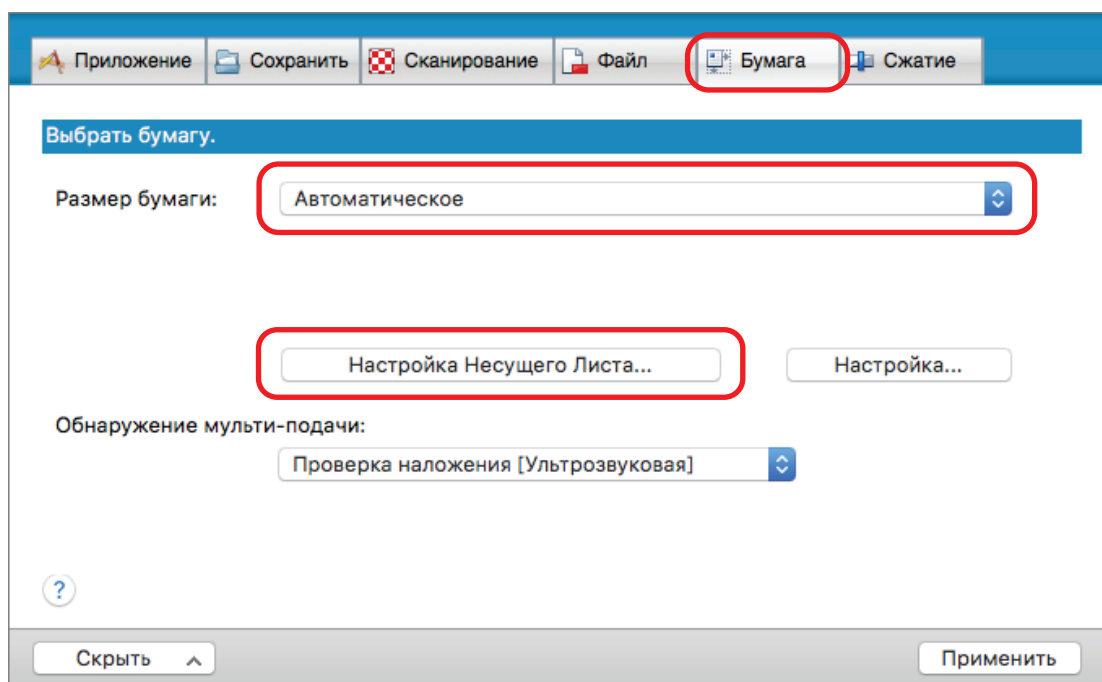 Приложение Сохранить Сканирование Файл Бумага Сжатие
Выбрать бумагу.
Размер бумаги: Автоматическое
Настройка Несущего Листа... Настройка...
Обнаружение мульти-подачи:
Проверка наложения [Ультрозвуковая]
?
Скрыть Применить